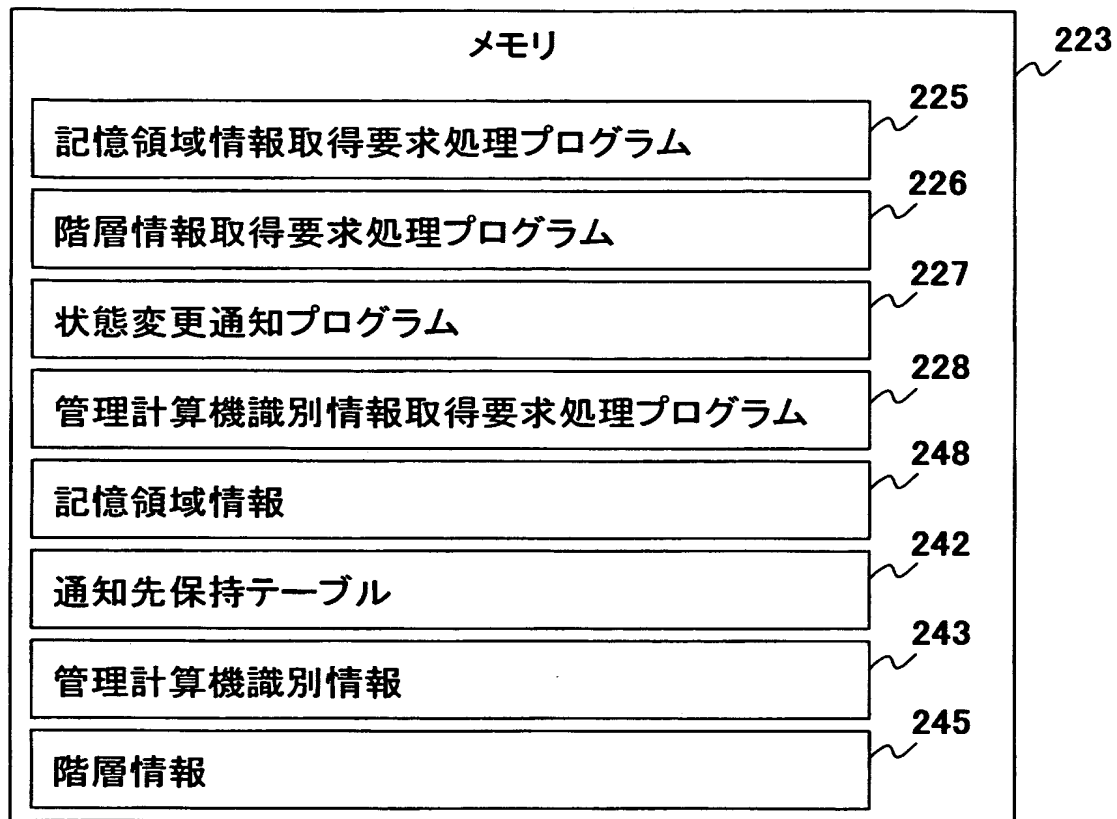 メモリ
223
225
記憶領域情報取得要求処理プログラム
226
階層情報取得要求処理プログラム
227
状態変更通知プログラム
228
管理計算機識別情報取得要求処理プログラム
248
記憶領域情報
242
通知先保持テーブル
243
管理計算機識別情報
245
階層情報